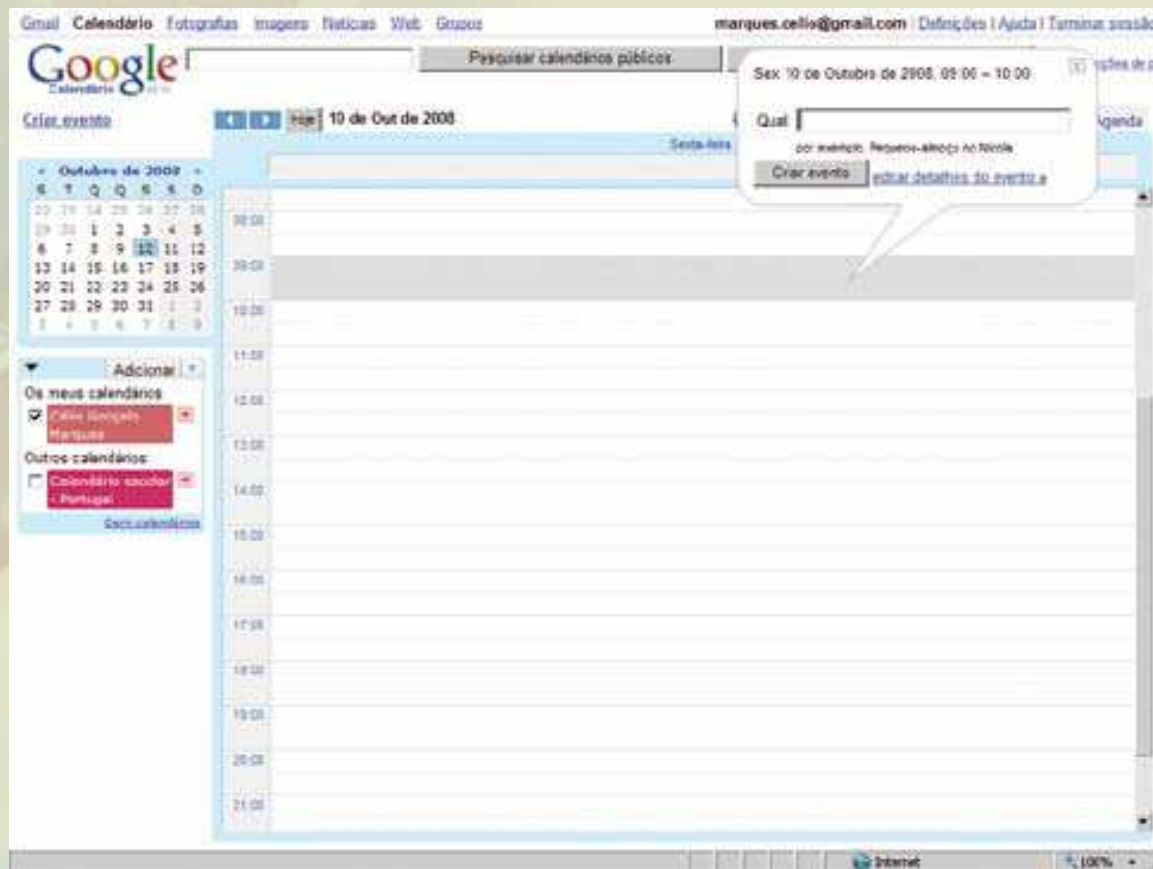 Gmail Calendário Fotografias Imagens Notícias Web Grupos marques.celio@gmail.com | Definições | Ajuda | Terminar sessão
Google
Calendário
Pesquisar calendários públicos
Criar evento
Hoje 10 de Out de 2008
Agenda
Sexta-feira
Sex, 10 de Outubro de 2008, 09:00 – 10:00
Qual
por exemplo: Pequeno-almoço no Nicola
Criar evento editar detalhes do evento »
« Outubro de 2008 »
S T Q Q S S D
29 30 1 2 3 4 5
6 7 8 9 10 11 12
13 14 15 16 17 18 19
20 21 22 23 24 25 26
27 28 29 30 31 1 2
3 4 5 6 7 8 9
Adicionar
Os meus calendários
Célio Gonçalo
Marques
Outros calendários
Calendário escolar
- Portugal
Gerir calendários
08:00
09:00
10:00
11:00
12:00
13:00
14:00
15:00
16:00
17:00
18:00
19:00
20:00
21:00
Internet 100%